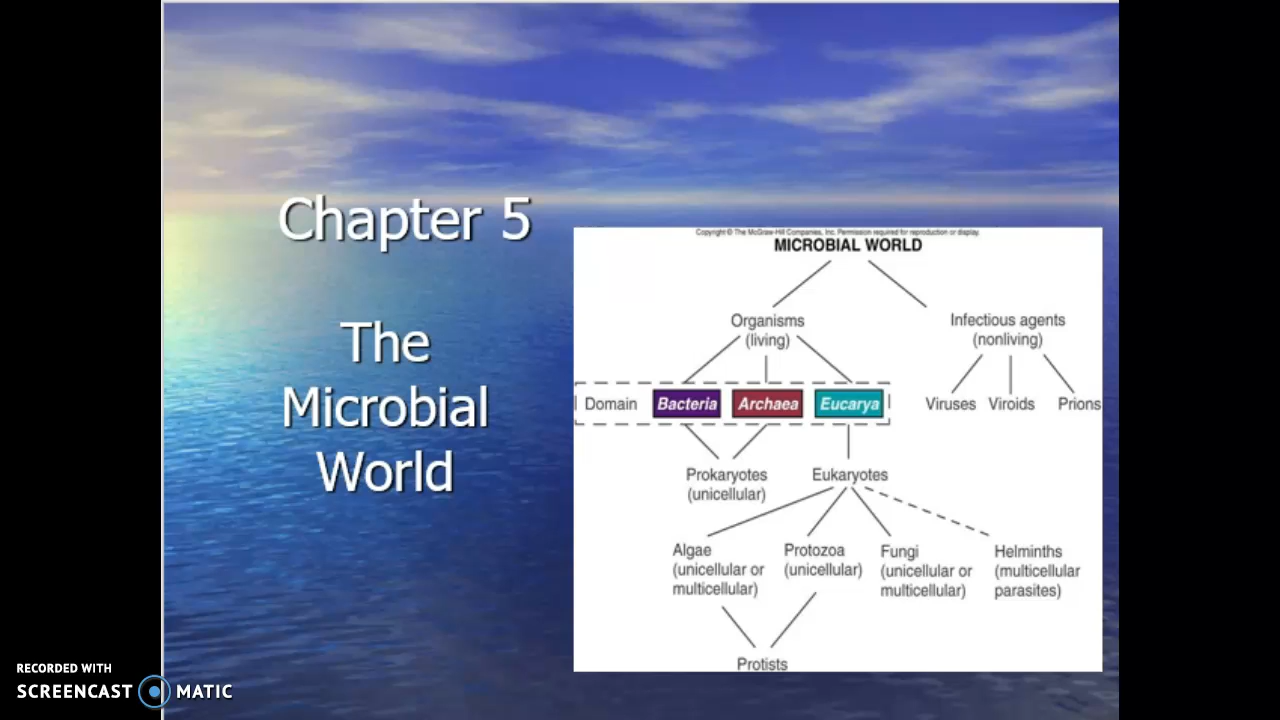 Chapter 5
The
Microbial
World
Copyright © The McGraw-Hill Companies, Inc. Permission required for reproduction or display.
MICROBIAL WORLD
Organisms
(living)
Infectious agents
(nonliving)
Domain
Bacteria
Archaea
Eucarya
Viruses
Viroids
Prions
Prokaryotes
(unicellular)
Eukaryotes
Algae
(unicellular or
multicellular)
Protozoa
(unicellular)
Fungi
(unicellular or
multicellular)
Helminths
(multicellular
parasites)
Protists
RECORDED WITH
SCREENCAST MATIC